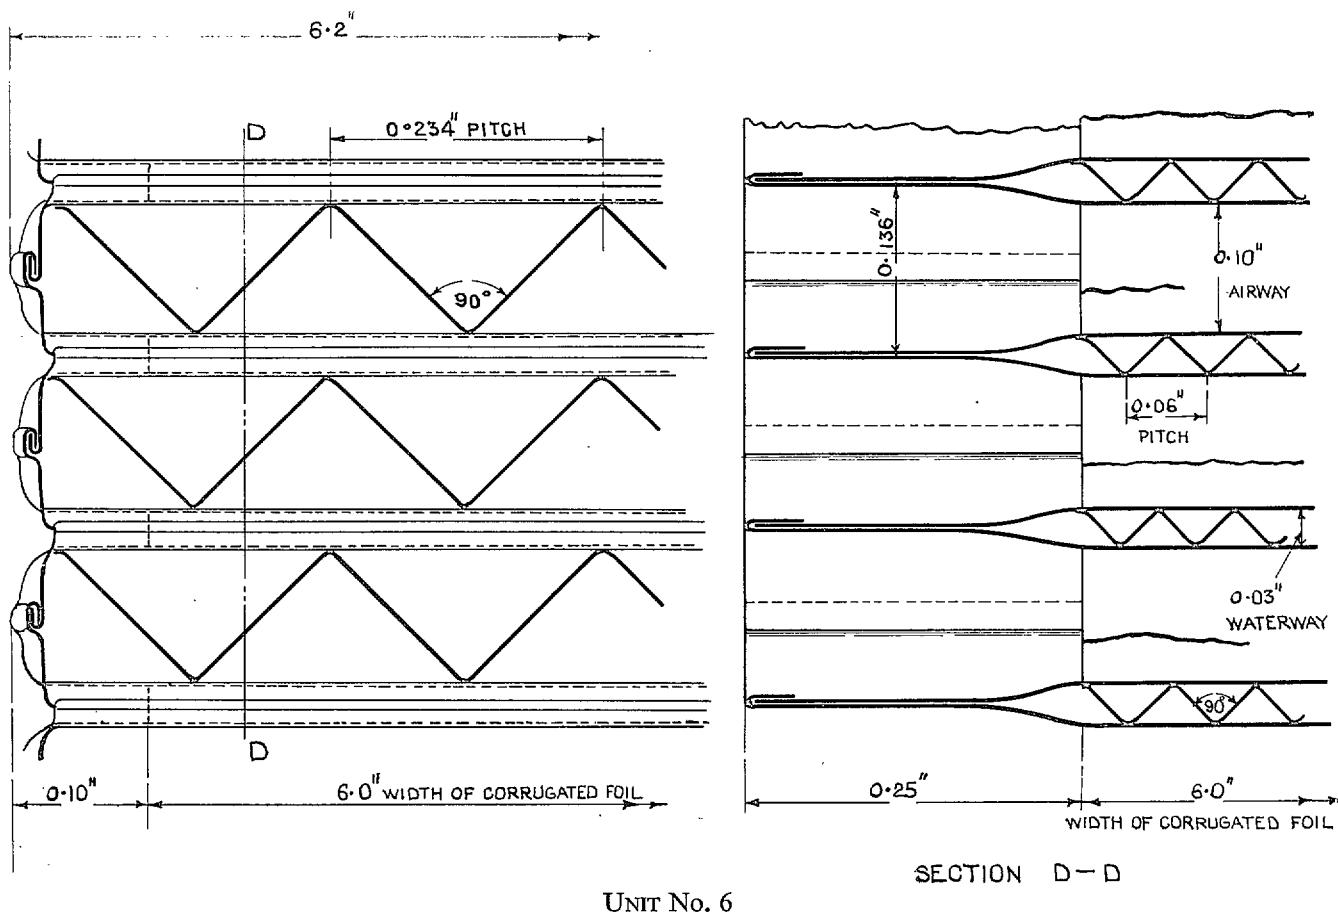 6.2"
D
0.234" PITCH
90°
D
0.10"
6.0" WIDTH OF CORRUGATED FOIL
0.136"
0.10"
AIRWAY
0.06"
PITCH
0.03"
WATERWAY
90°
0.25"
6.0"
WIDTH OF CORRUGATED FOIL
SECTION D-D
UNIT No. 6